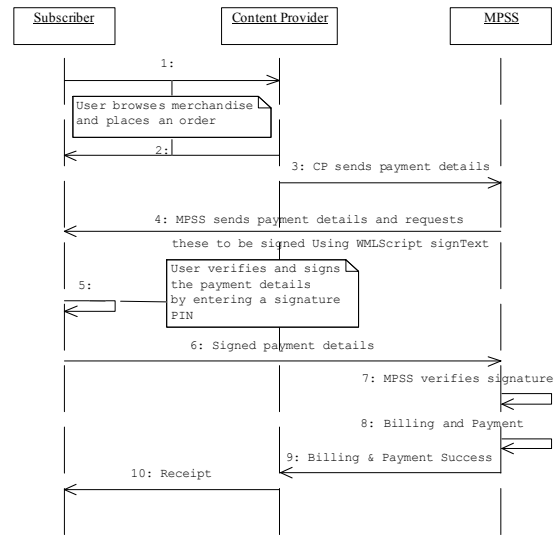 Subscriber
Content Provider
MPSS
1:
User browses merchandise
and places an order
2:
3: CP sends payment details
4: MPSS sends payment details and requests
these to be signed Using WMLScript signText
User verifies and signs
the payment details
by entering a signature
PIN
5:
6: Signed payment details
7: MPSS verifies signature
8: Billing and Payment
9: Billing & Payment Success
10: Receipt